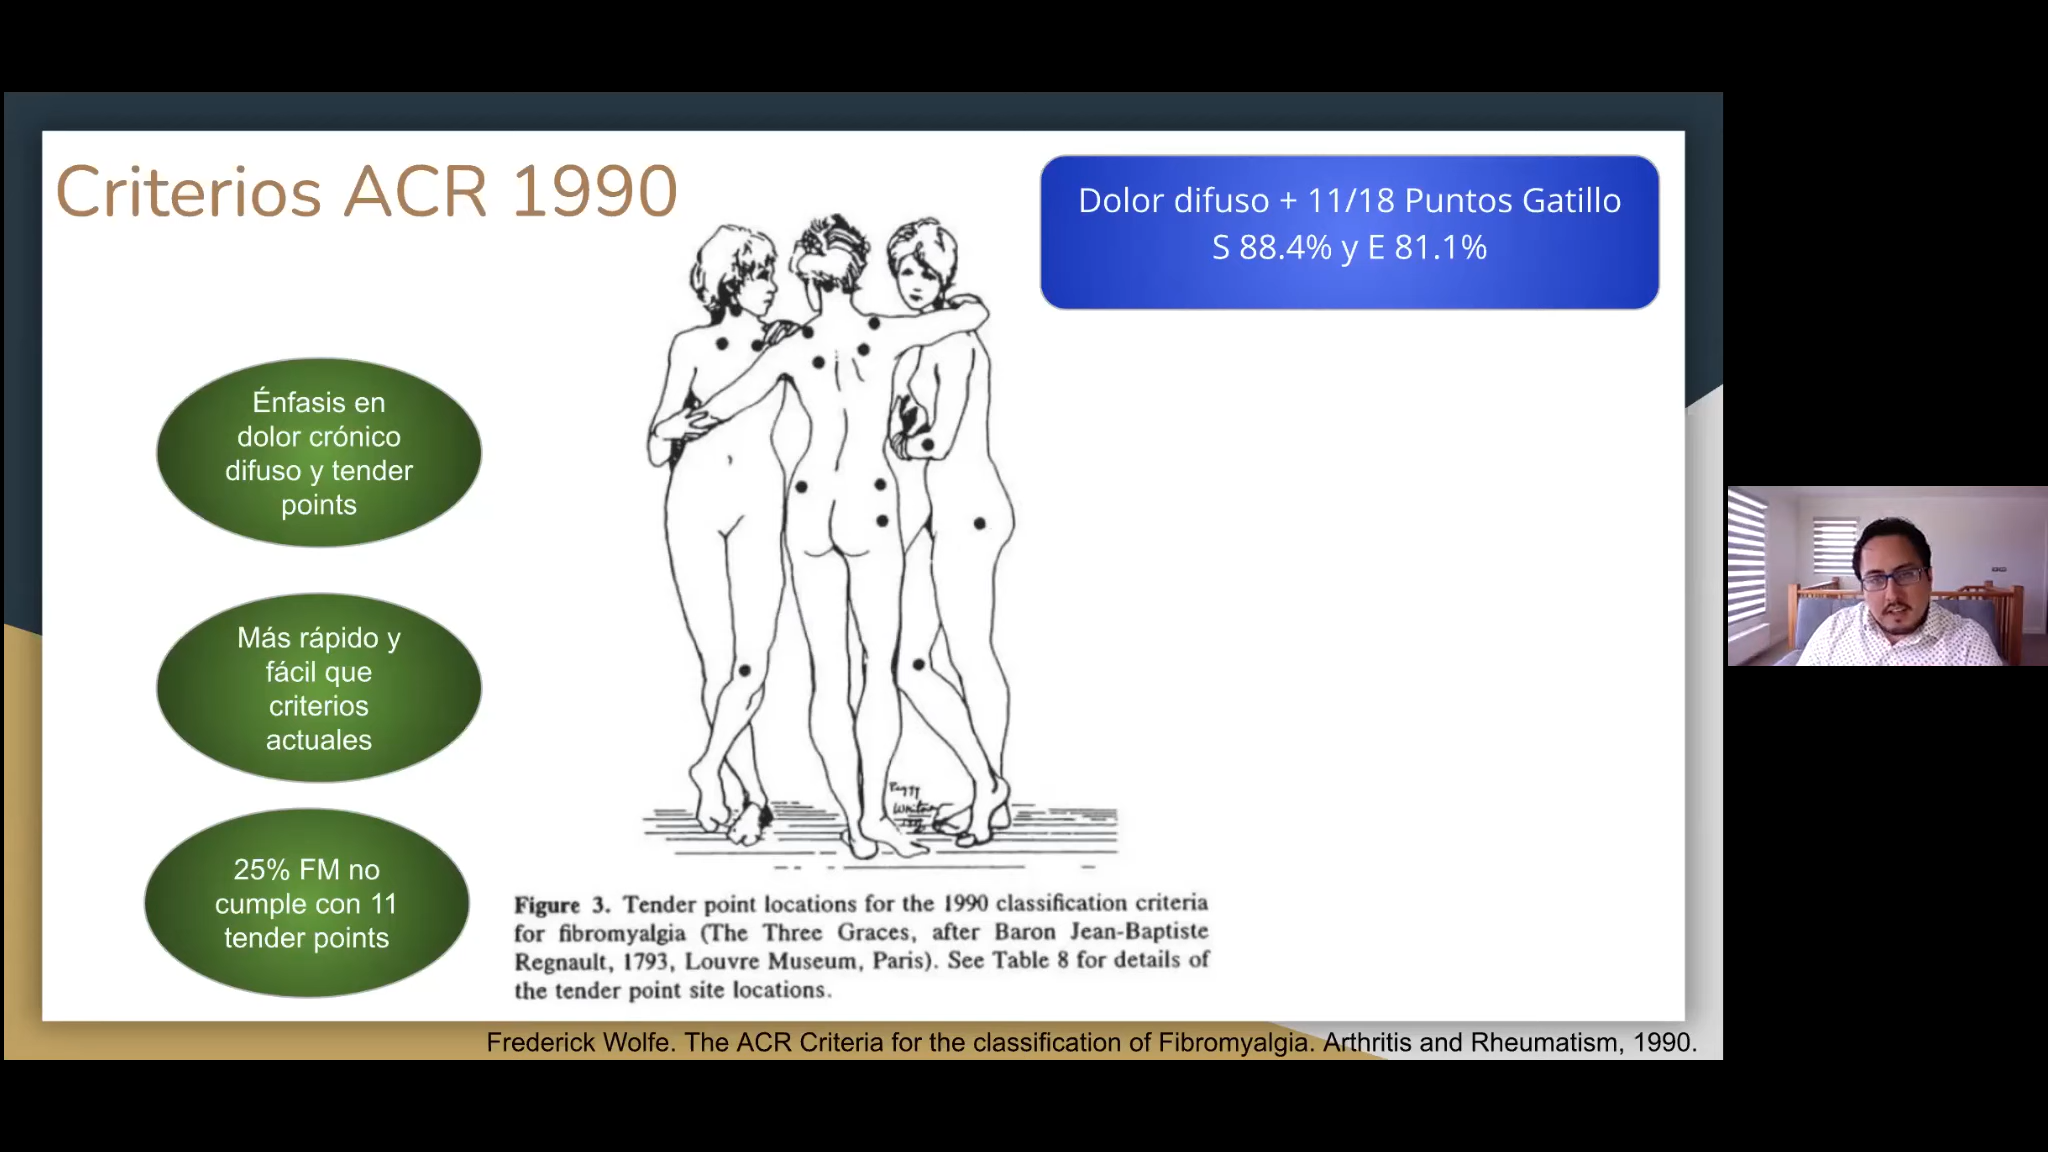 Criterios ACR 1990
Dolor difuso + 11/18 Puntos Gatillo
S 88.4% y E 81.1%
Énfasis en
dolor crónico
difuso y tender
points
Más rápido y
fácil que
criterios
actuales
25% FM no
cumple con 11
tender points
Figure 3. Tender point locations for the 1990 classification criteria
for fibromyalgia (The Three Graces, after Baron Jean-Baptiste
Regnault, 1793, Louvre Museum, Paris). See Table 8 for details of
the tender point site locations.
Frederick Wolfe. The ACR Criteria for the classification of Fibromyalgia. Arthritis and Rheumatism, 1990.